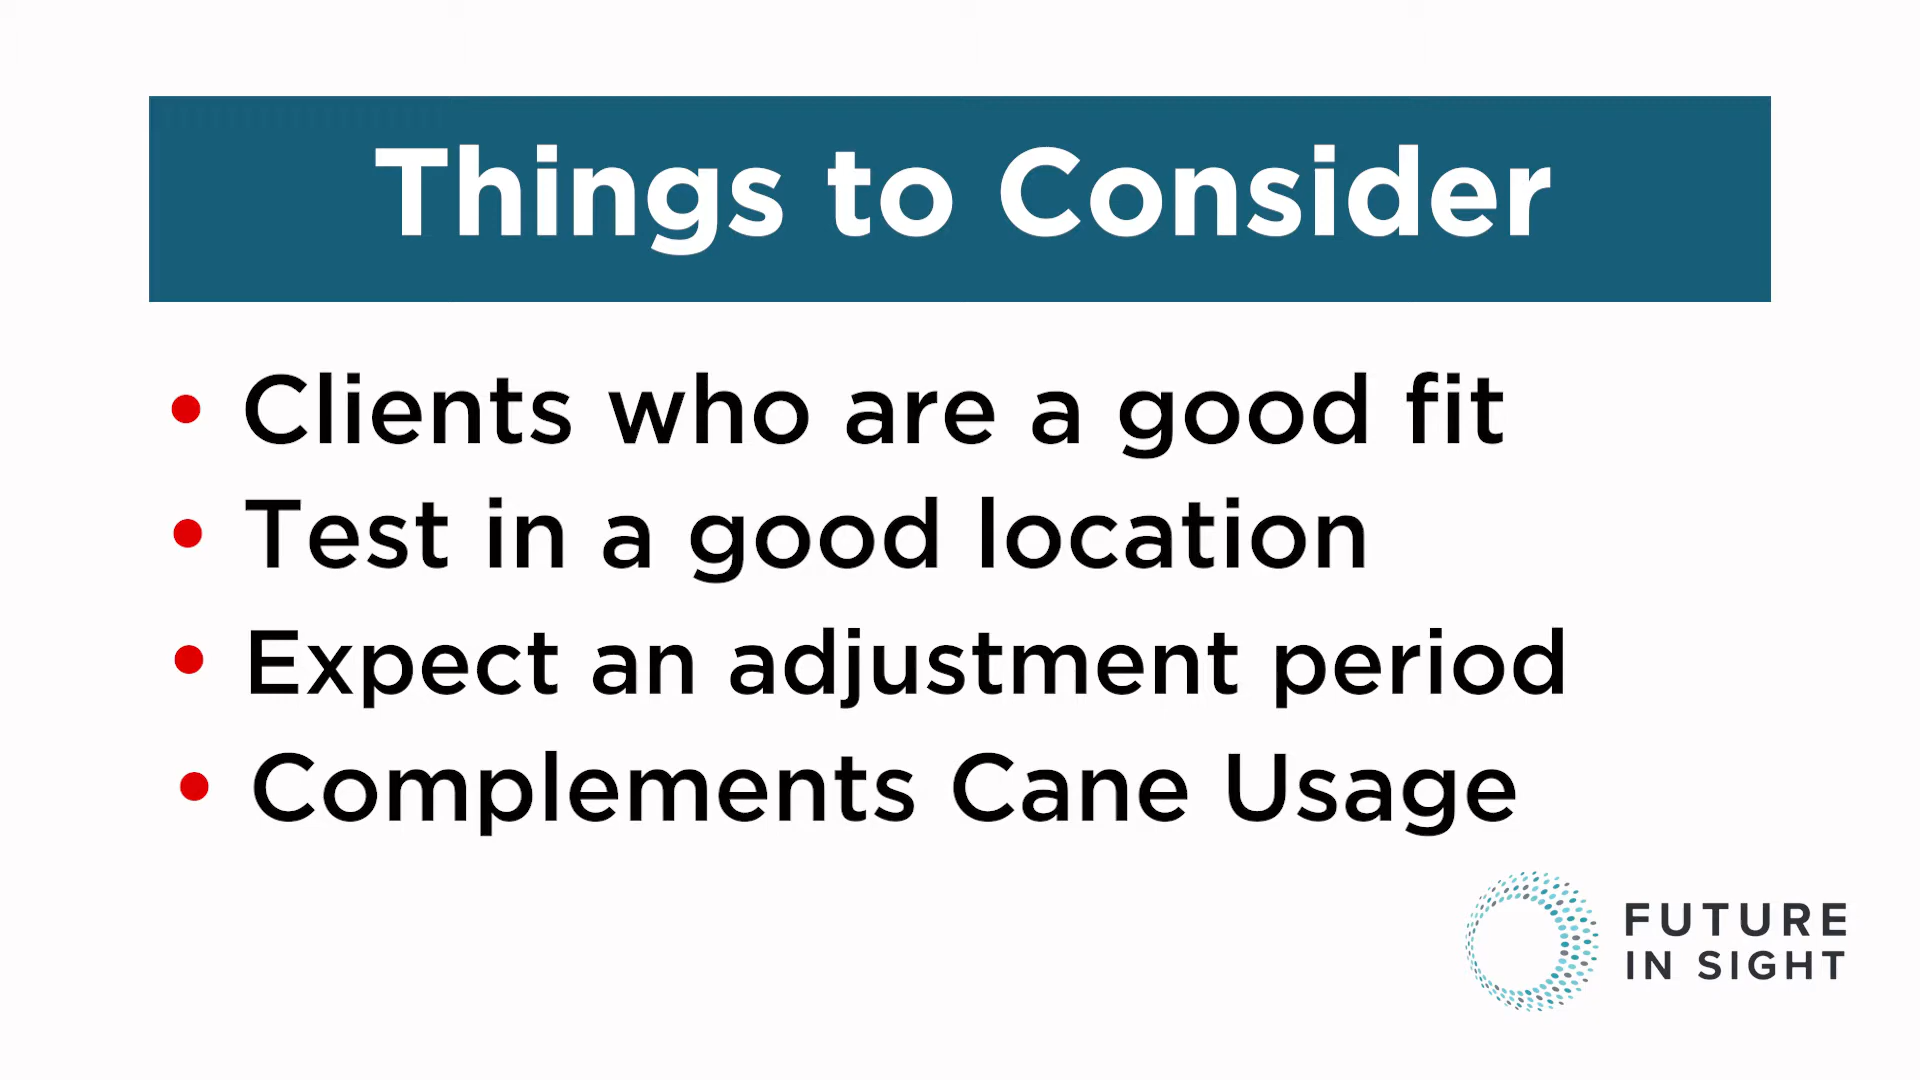 Things to Consider
• Clients who are a good fit
• Test in a good location
• Expect an adjustment period
• Complements Cane Usage
FUTURE
IN SIGHT